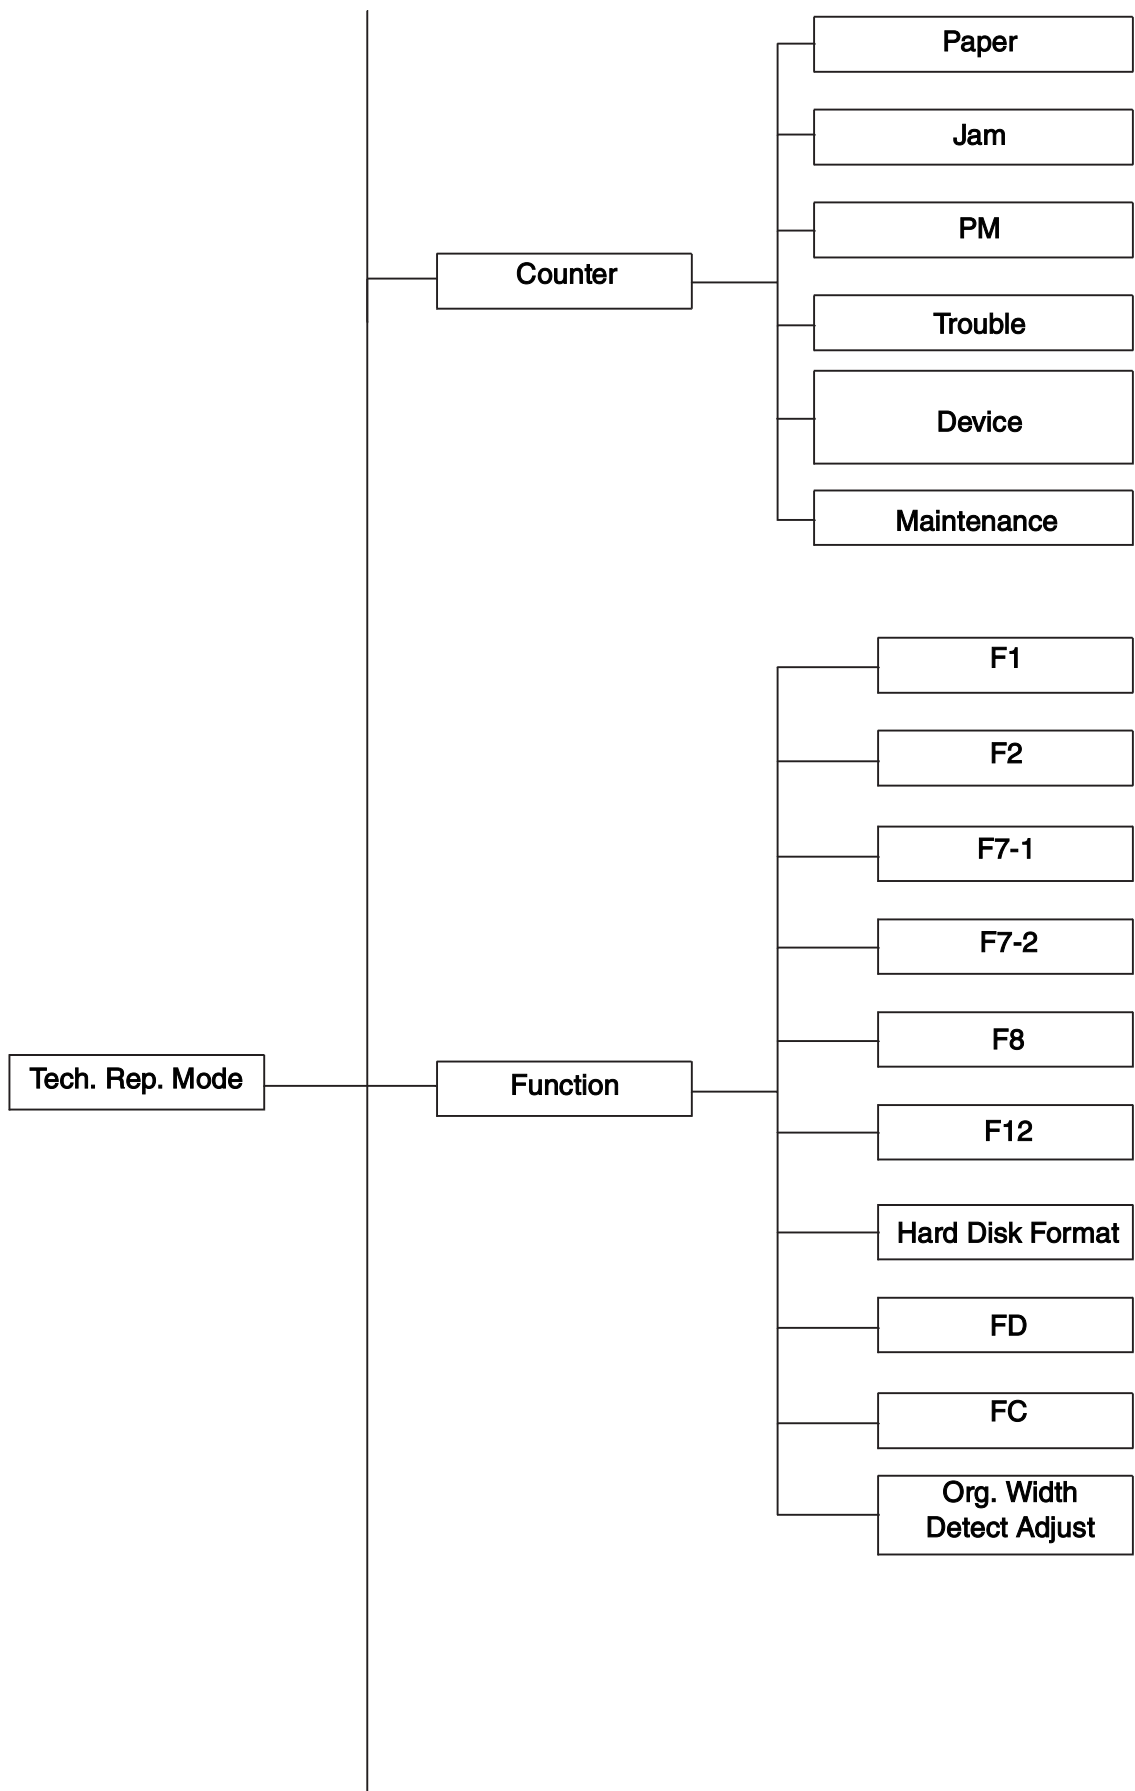 Paper
Jam
PM
Counter
Trouble
Device
Maintenance
F1
F2
F7-1
F7-2
F8
Tech. Rep. Mode
Function
F12
Hard Disk Format
FD
FC
Org. Width
Detect Adjust